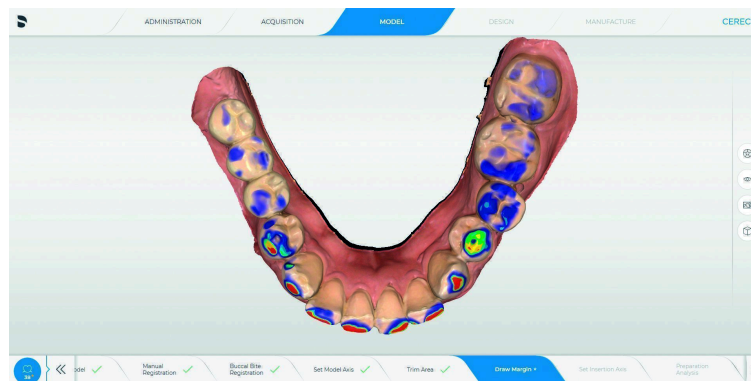 ADMINISTRATION
ACQUISITION
MODEL
DESIGN
MANUFACTURE
CEREC
Manual
Registration
Buccal Bite
Registration
Set Model Axis
Trim Area
Draw Margin
Set Insertion Axis
Preparation
Analysis